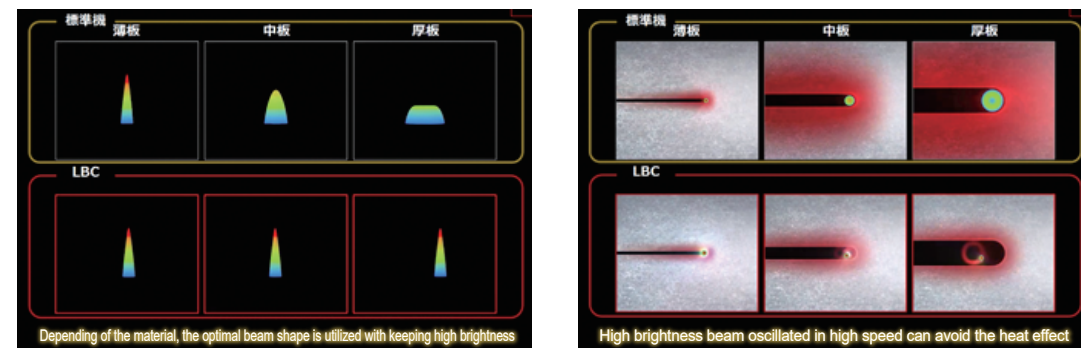 標準機
薄板 中板 厚板
LBC
Depending of the material, the optimal beam shape is utilized with keeping high brightness
標準機
薄板 中板 厚板
LBC
High brightness beam oscillated in high speed can avoid the heat effect